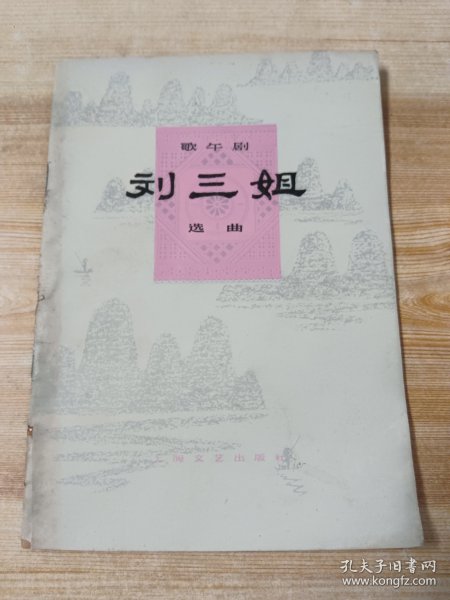 歌午剧
刘三姐
选曲
上海文艺出版社
孔夫子旧书网
www.kongfz.com